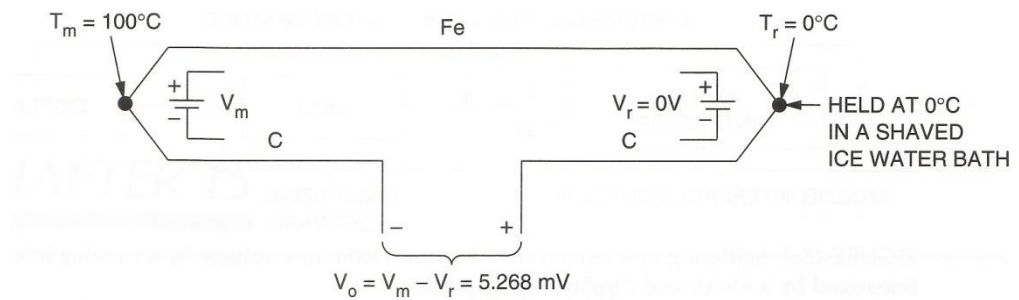 T_m = 100°C
Fe
T_r = 0°C
+
V_m
-
C
V_r = 0V
+
-
C
HELD AT 0°C
IN A SHAVED
ICE WATER BATH
-
+
V_o = V_m - V_r = 5.268 mV